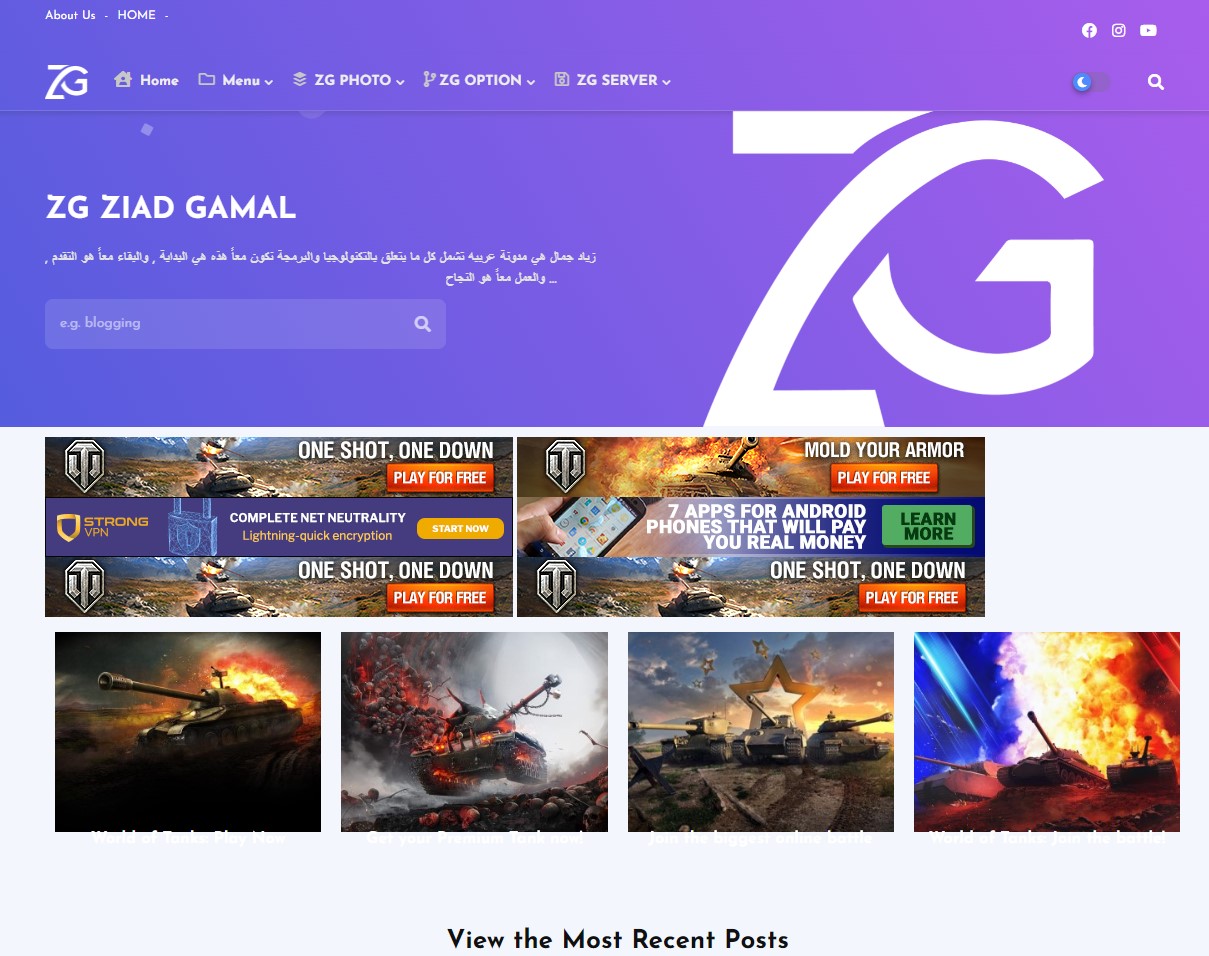 About Us - HOME -
ZG Home Menu ZG PHOTO ZG OPTION ZG SERVER
ZG
ZG ZIAD GAMAL
زياد جمال هي مدونة عربيه تشمل كل ما يتعلق بالتكنولوجيا والبرمجة نكون معاً هذه هي البداية , والبقاء معاً هو التقدم ,
والعمل معاً هو النجاح ...
e.g. blogging
ONE SHOT, ONE DOWN
PLAY FOR FREE
MOLD YOUR ARMOR
PLAY FOR FREE
STRONG
VPN
COMPLETE NET NEUTRALITY
Lightning-quick encryption
START NOW
7 APPS FOR ANDROID
PHONES THAT WILL PAY
YOU REAL MONEY
LEARN
MORE
ONE SHOT, ONE DOWN
PLAY FOR FREE
ONE SHOT, ONE DOWN
PLAY FOR FREE
World of Tanks: Play Now
Get your Premium Tank now!
Join the biggest online battle
World of Tanks: Join the battle!
View the Most Recent Posts